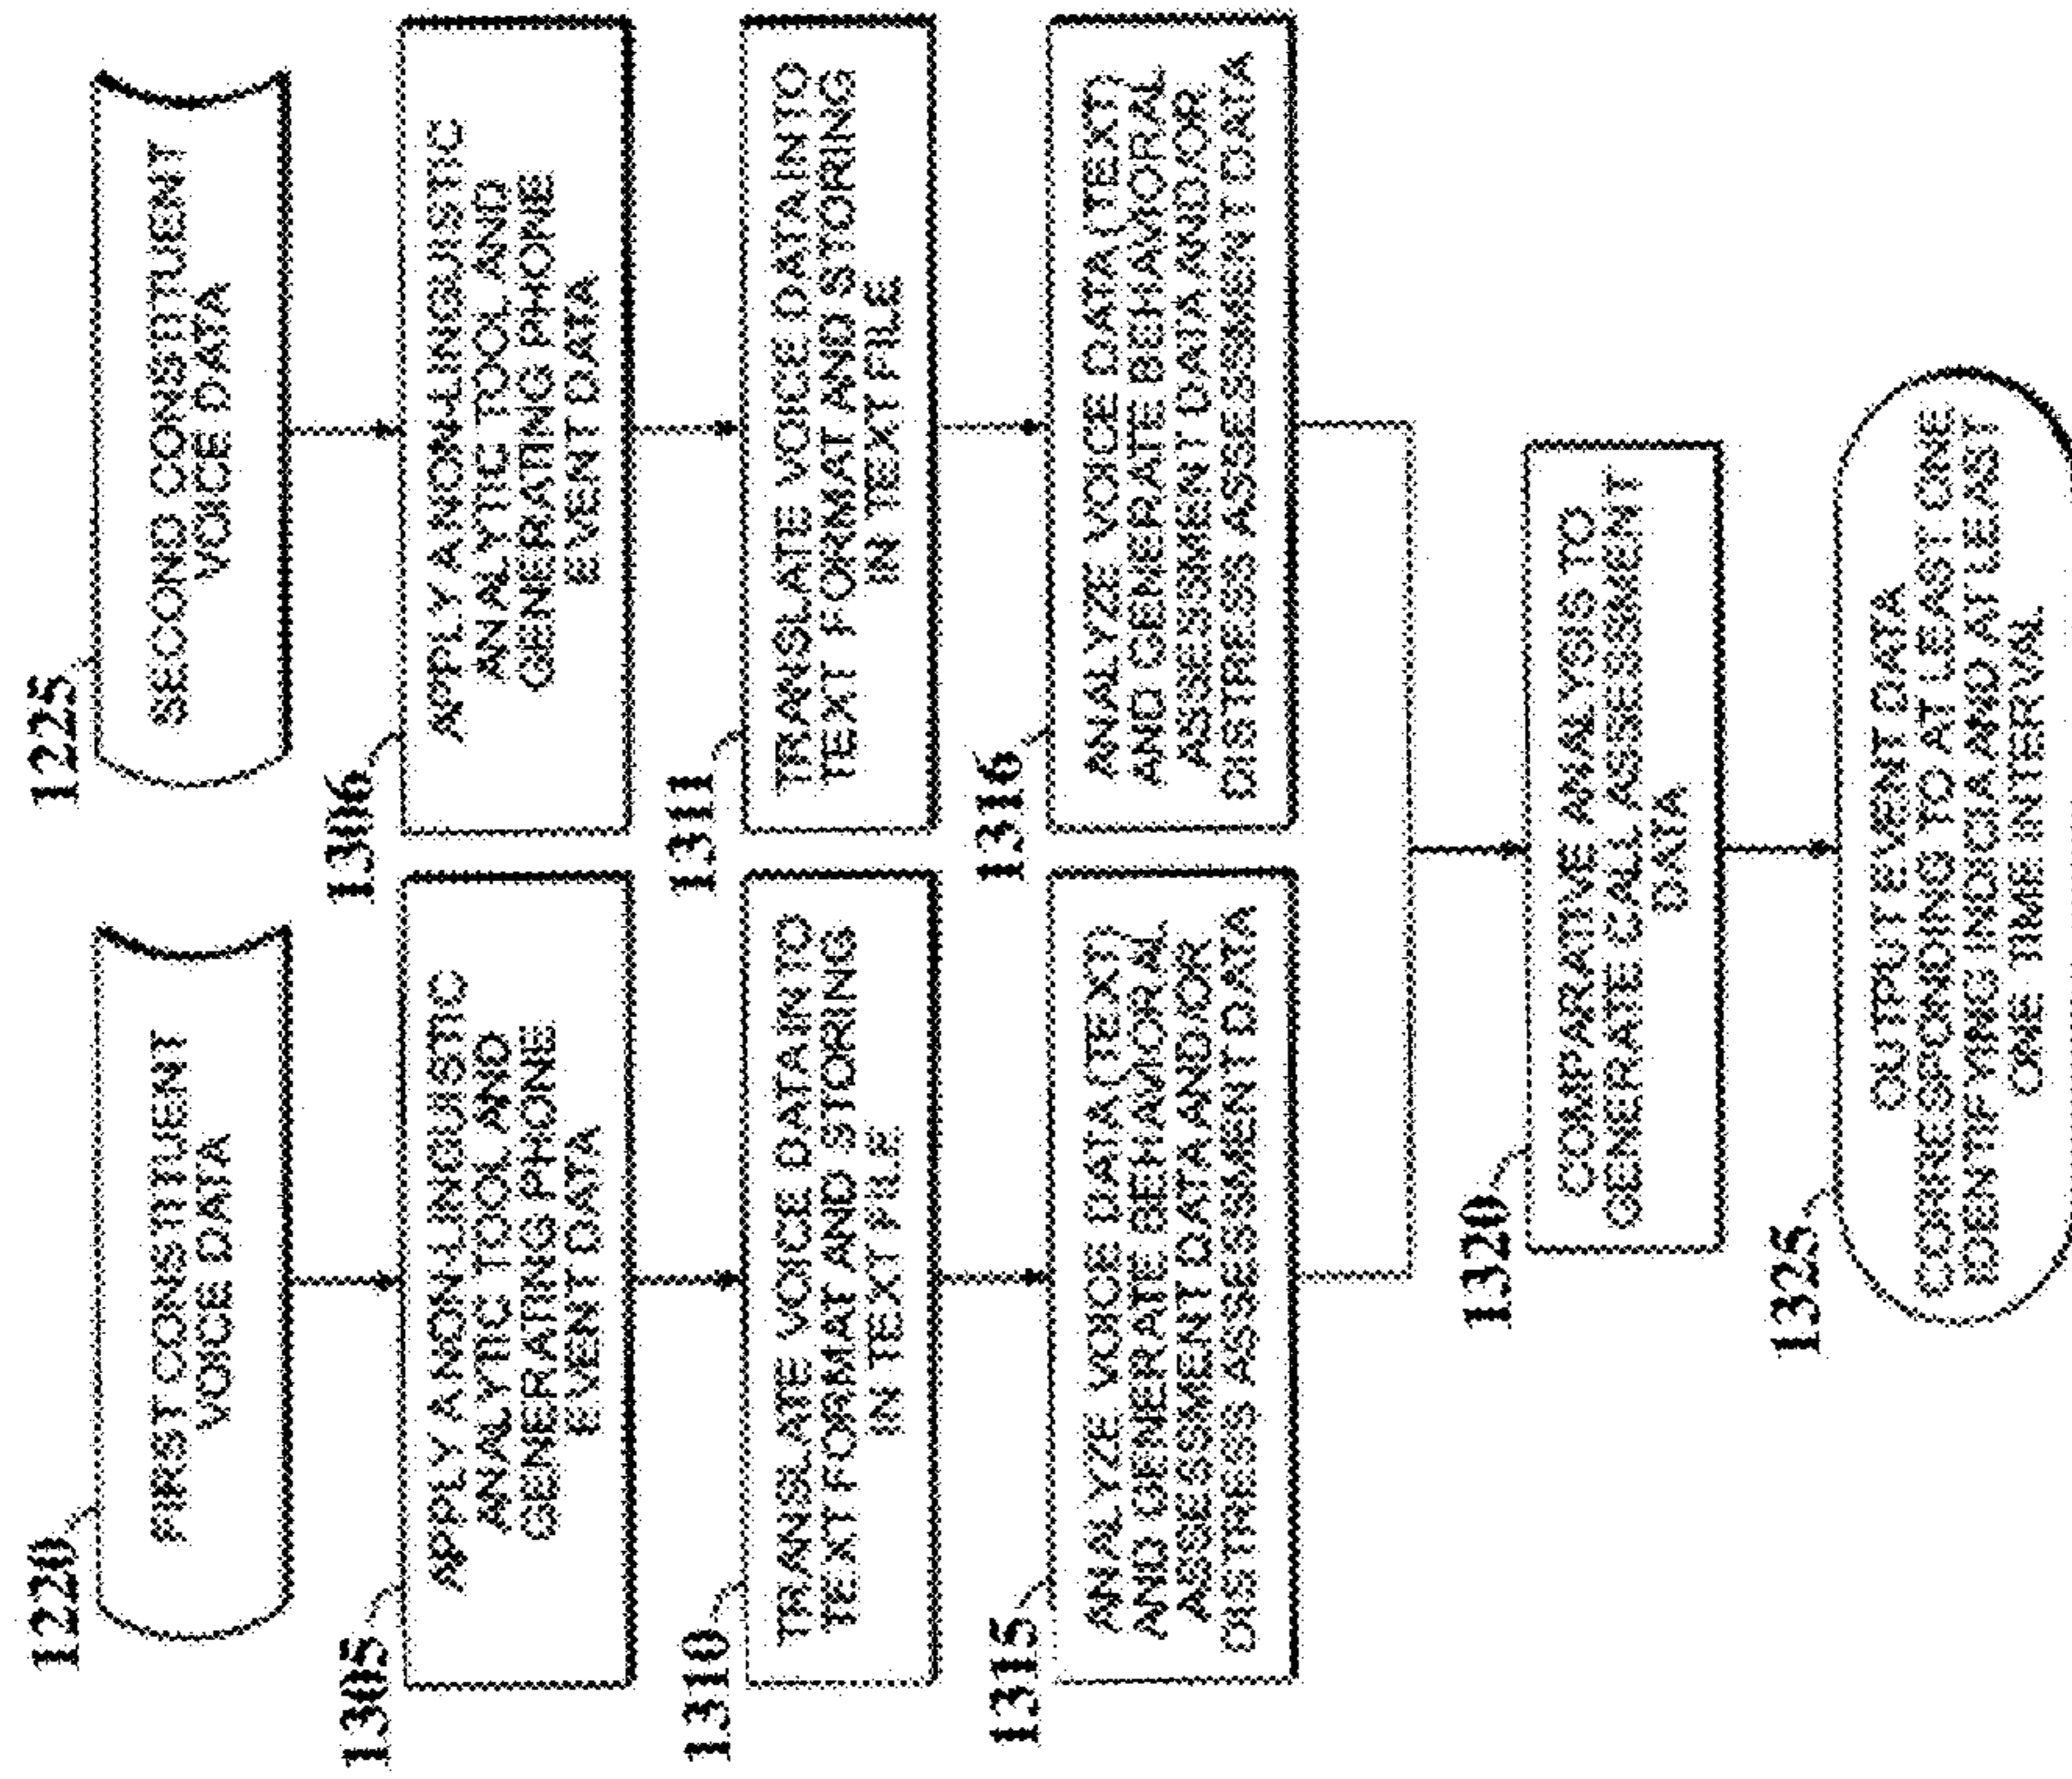 1220
FIRST CONSTITUENT
VOICE DATA
1225
SECOND CONSTITUENT
VOICE DATA
1305
APPLY A NON-LINGUISTIC
ANALYTIC TOOL AND
GENERATING PHONE
EVENT DATA
1306
APPLY A NON-LINGUISTIC
ANALYTIC TOOL AND
GENERATING PHONE
EVENT DATA
1310
TRANSLATE VOICE DATA INTO
TEXT FORMAT AND STORING
IN TEXT FILE
1311
TRANSLATE VOICE DATA INTO
TEXT FORMAT AND STORING
IN TEXT FILE
1315
ANALYZE VOICE DATA (TEXT)
AND GENERATE BEHAVIORAL
ASSESSMENT DATA AND/OR
DISTRESS ASSESSMENT DATA
1316
ANALYZE VOICE DATA (TEXT)
AND GENERATE BEHAVIORAL
ASSESSMENT DATA AND/OR
DISTRESS ASSESSMENT DATA
1320
COMPARATIVE ANALYSIS TO
GENERATE CALL ASSESSMENT
DATA
1325
OUTPUT EVENT DATA
CORRESPONDING TO AT LEAST ONE
IDENTIFYING INDICIA AND AT LEAST
ONE TIME INTERVAL